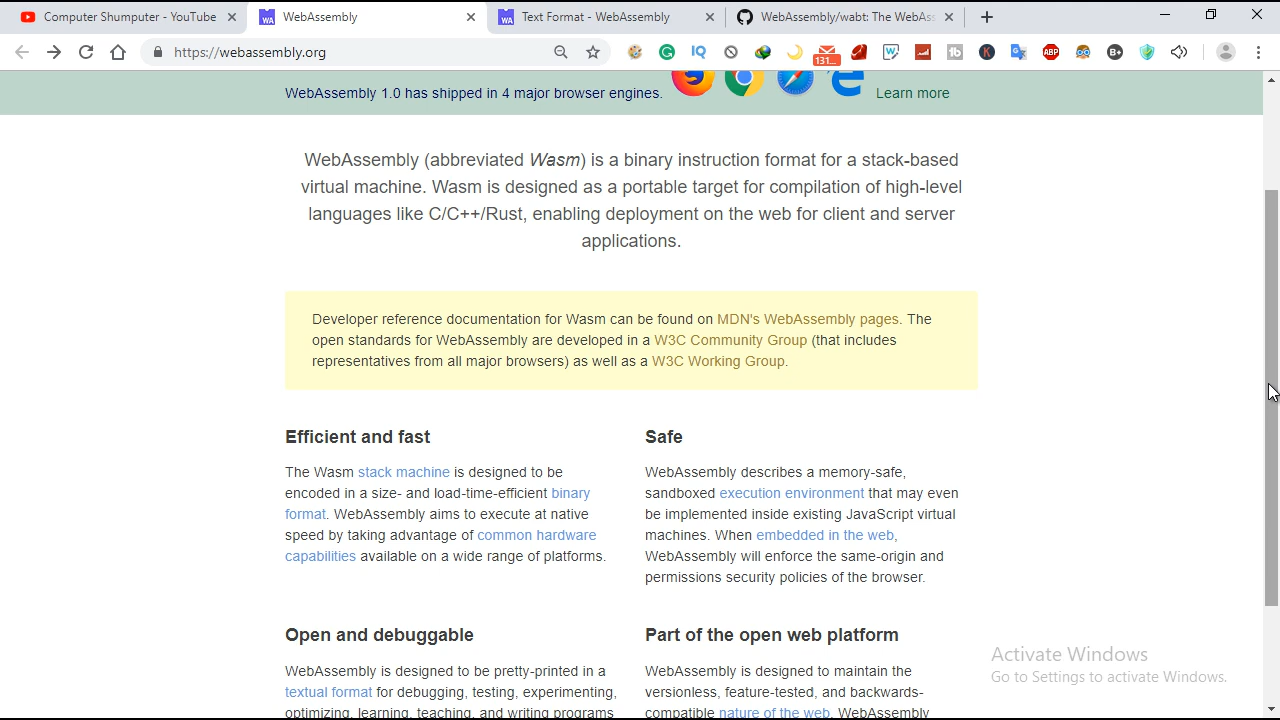 Computer Shumputer - YouTube
WebAssembly
Text Format - WebAssembly
WebAssembly/wabt: The WebAss
https://webassembly.org
IQ
131...
tb
K
ABP
B+
WebAssembly 1.0 has shipped in 4 major browser engines.
Learn more
WebAssembly (abbreviated Wasm) is a binary instruction format for a stack-based
virtual machine. Wasm is designed as a portable target for compilation of high-level
languages like C/C++/Rust, enabling deployment on the web for client and server
applications.
Developer reference documentation for Wasm can be found on MDN's WebAssembly pages. The
open standards for WebAssembly are developed in a W3C Community Group (that includes
representatives from all major browsers) as well as a W3C Working Group.
Efficient and fast
The Wasm stack machine is designed to be
encoded in a size- and load-time-efficient binary
format. WebAssembly aims to execute at native
speed by taking advantage of common hardware
capabilities available on a wide range of platforms.
Safe
WebAssembly describes a memory-safe,
sandboxed execution environment that may even
be implemented inside existing JavaScript virtual
machines. When embedded in the web,
WebAssembly will enforce the same-origin and
permissions security policies of the browser.
Open and debuggable
WebAssembly is designed to be pretty-printed in a
textual format for debugging, testing, experimenting,
optimizing, learning, teaching, and writing programs
Part of the open web platform
WebAssembly is designed to maintain the
versionless, feature-tested, and backwards-
compatible nature of the web. WebAssembly
Activate Windows
Go to Settings to activate Windows.